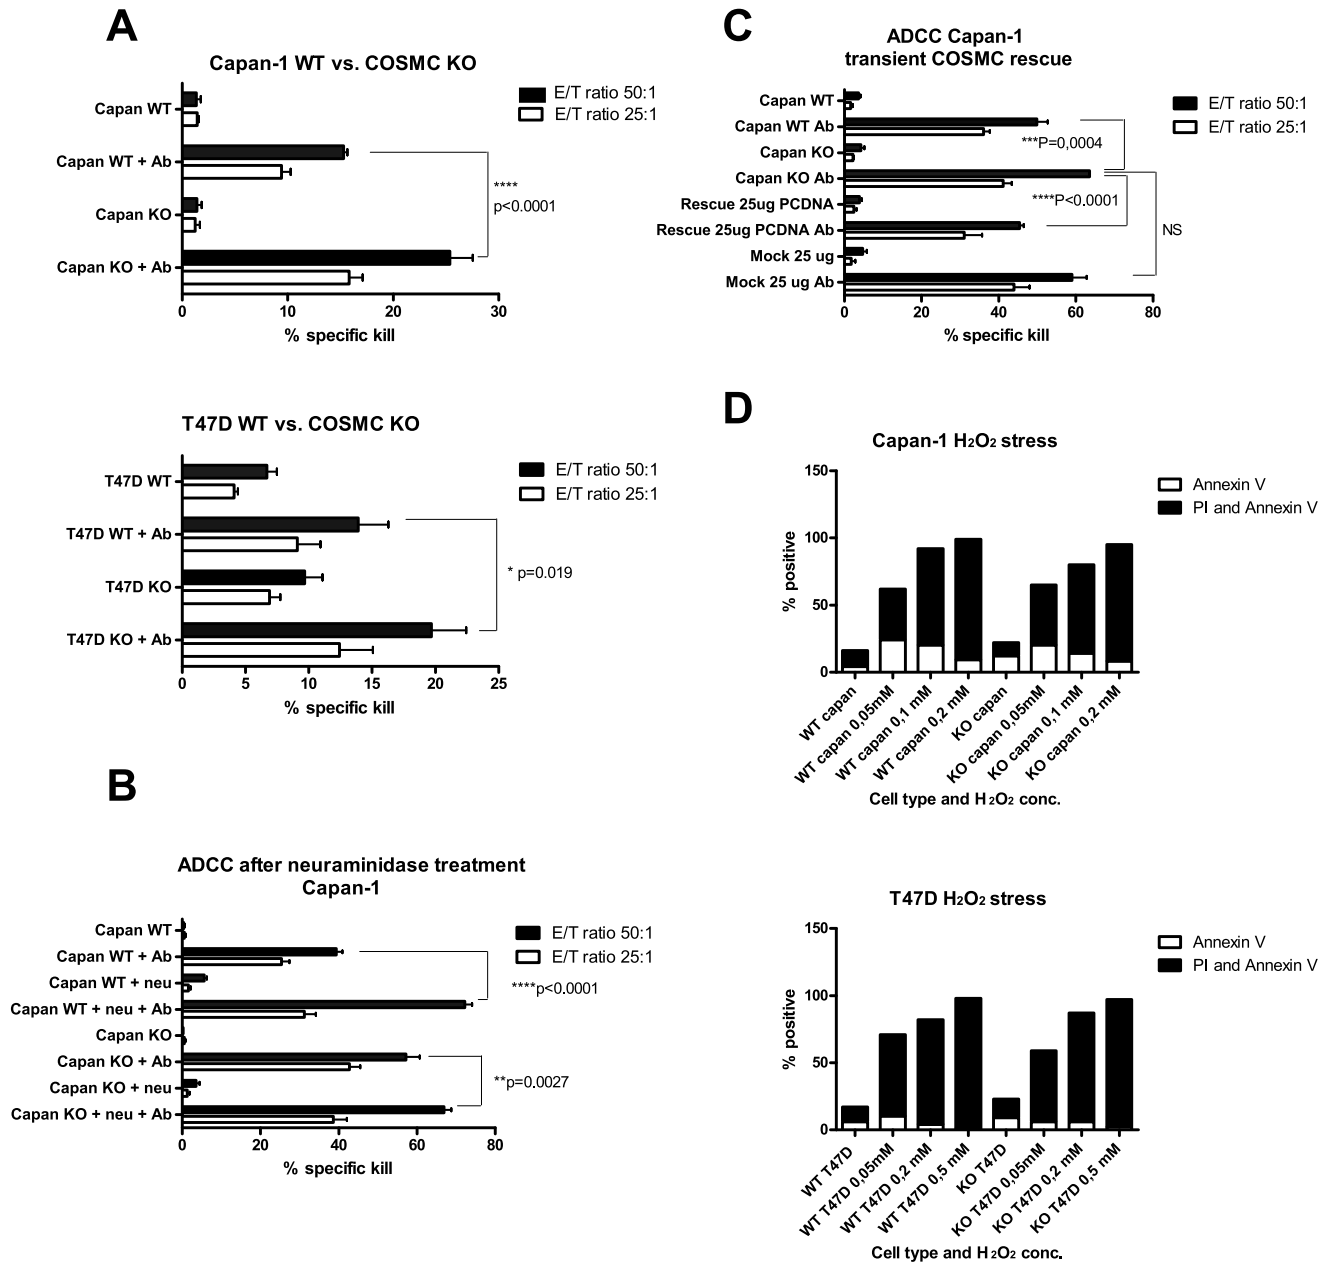 A
Capan-1 WT vs. COSMC KO
E/T ratio 50:1
E/T ratio 25:1
Capan WT
Capan WT + Ab
Capan KO
Capan KO + Ab
****
p<0.0001
0 10 20 30
% specific kill
T47D WT vs. COSMC KO
E/T ratio 50:1
E/T ratio 25:1
T47D WT
T47D WT + Ab
T47D KO
T47D KO + Ab
* p=0.019
0 5 10 15 20 25
% specific kill
B
ADCC after neuraminidase treatment
Capan-1
E/T ratio 50:1
E/T ratio 25:1
Capan WT
Capan WT + Ab
Capan WT + neu
Capan WT + neu + Ab
Capan KO
Capan KO + Ab
Capan KO + neu
Capan KO + neu + Ab
****p<0.0001
**p=0.0027
0 20 40 60 80
% specific kill
C
ADCC Capan-1
transient COSMC rescue
E/T ratio 50:1
E/T ratio 25:1
Capan WT
Capan WT Ab
Capan KO
Capan KO Ab
Rescue 25ug PCDNA
Rescue 25ug PCDNA Ab
Mock 25 ug
Mock 25 ug Ab
***P=0,0004
****P<0.0001
NS
0 20 40 60 80
% specific kill
D
Capan-1 H₂O₂ stress
Annexin V
PI and Annexin V
% positive
150
100
50
0
WT capan
WT capan 0,05mM
WT capan 0,1 mM
WT capan 0,2 mM
KO capan
KO capan 0,05mM
KO capan 0,1 mM
KO capan 0,2 mM
Cell type and H₂O₂ conc.
T47D H₂O₂ stress
Annexin V
PI and Annexin V
% positive
150
100
50
0
WT T47D
WT T47D 0,05mM
WT T47D 0,2 mM
WT T47D 0,5 mM
KO T47D
KO T47D 0,05mM
KO T47D 0,2 mM
KO T47D 0,5 mM
Cell type and H₂O₂ conc.